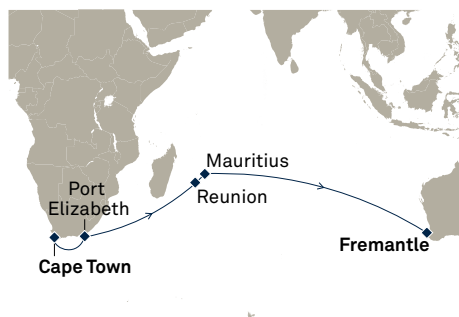 Mauritius
Port
Elizabeth
Reunion
Fremantle
Cape Town